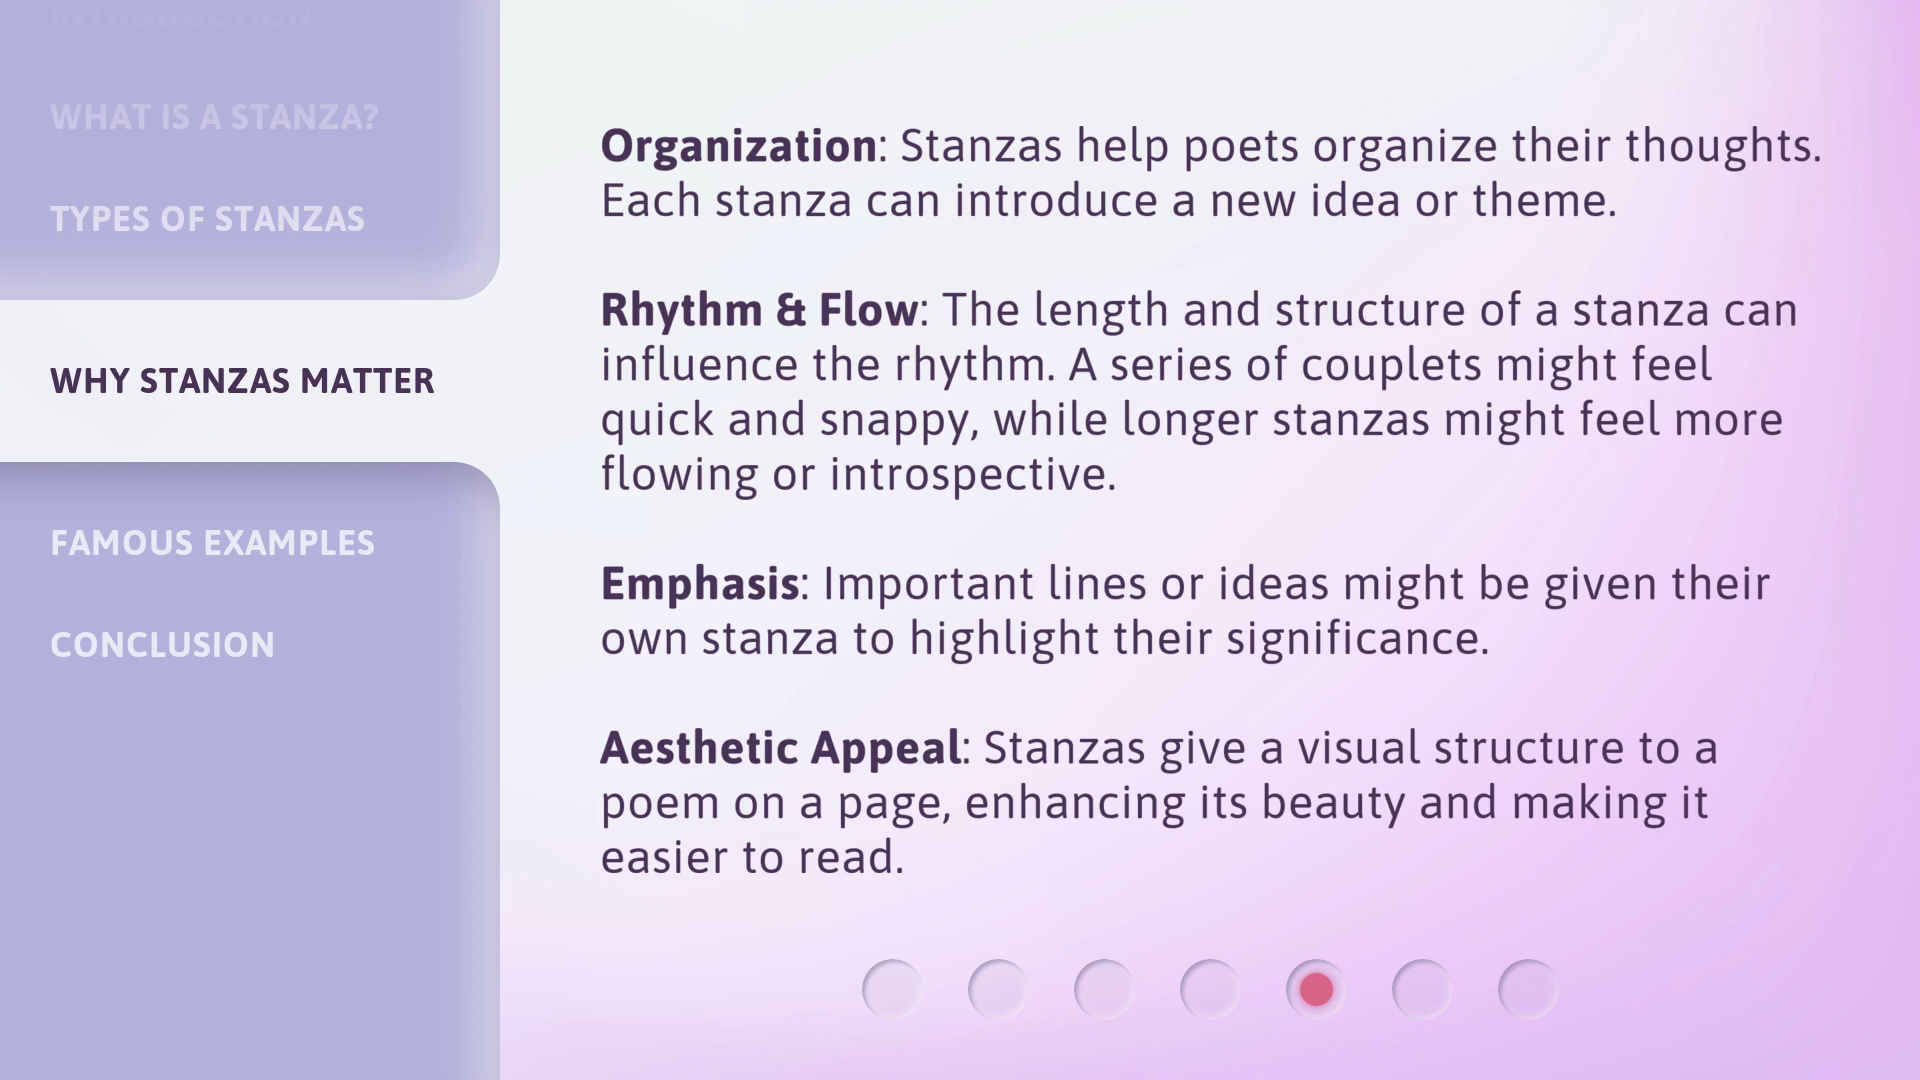 INTRODUCTION
WHAT IS A STANZA?
TYPES OF STANZAS
WHY STANZAS MATTER
FAMOUS EXAMPLES
CONCLUSION
Organization: Stanzas help poets organize their thoughts.
Each stanza can introduce a new idea or theme.
Rhythm & Flow: The length and structure of a stanza can
influence the rhythm. A series of couplets might feel
quick and snappy, while longer stanzas might feel more
flowing or introspective.
Emphasis: Important lines or ideas might be given their
own stanza to highlight their significance.
Aesthetic Appeal: Stanzas give a visual structure to a
poem on a page, enhancing its beauty and making it
easier to read.